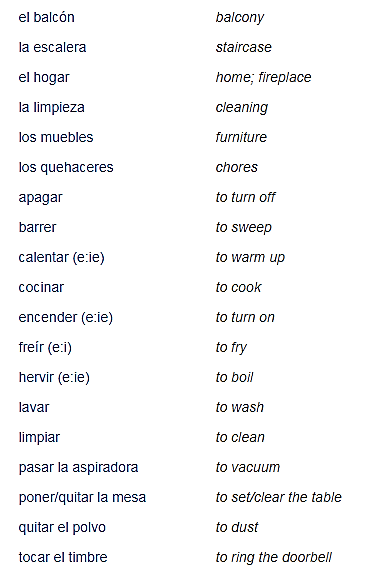 el balcón balcony
la escalera staircase
el hogar home; fireplace
la limpieza cleaning
los muebles furniture
los quehaceres chores
apagar to turn off
barrer to sweep
calentar (e:ie) to warm up
cocinar to cook
encender (e:ie) to turn on
freír (e:i) to fry
hervir (e:ie) to boil
lavar to wash
limpiar to clean
pasar la aspiradora to vacuum
poner/quitar la mesa to set/clear the table
quitar el polvo to dust
tocar el timbre to ring the doorbell